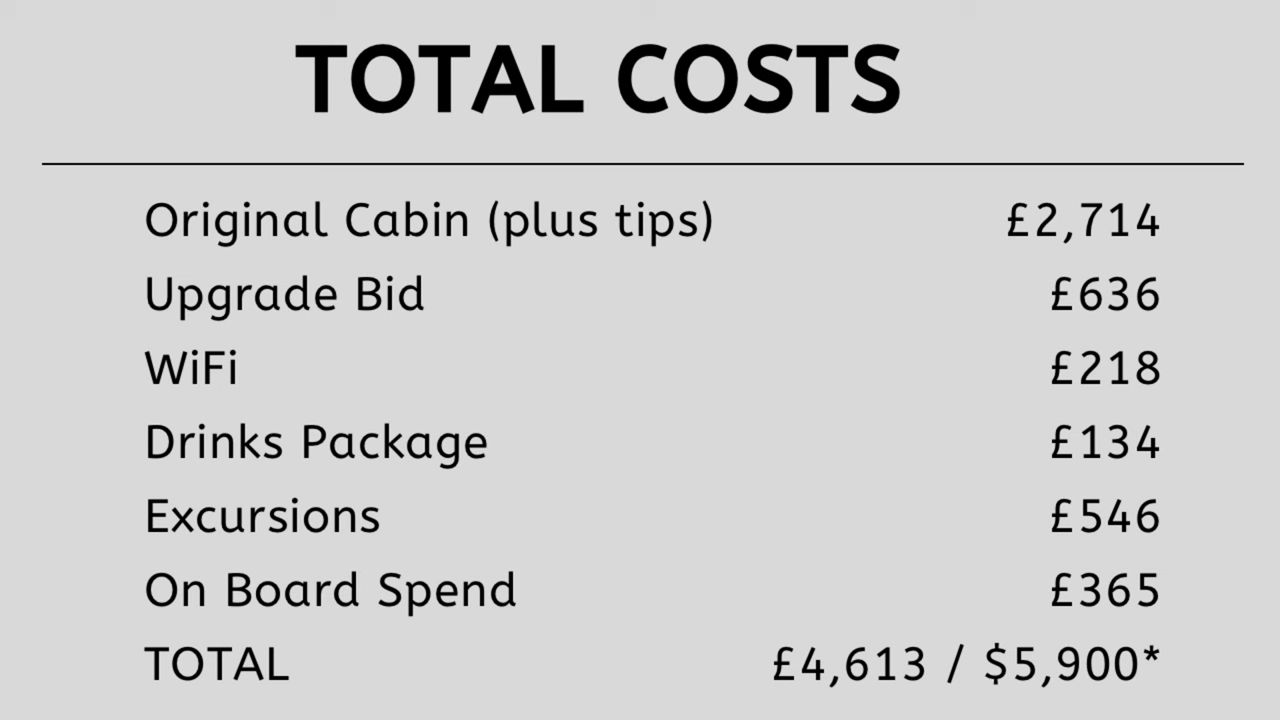 TOTAL COSTS
Original Cabin (plus tips) £2,714
Upgrade Bid £636
WiFi £218
Drinks Package £134
Excursions £546
On Board Spend £365
TOTAL £4,613 / $5,900*